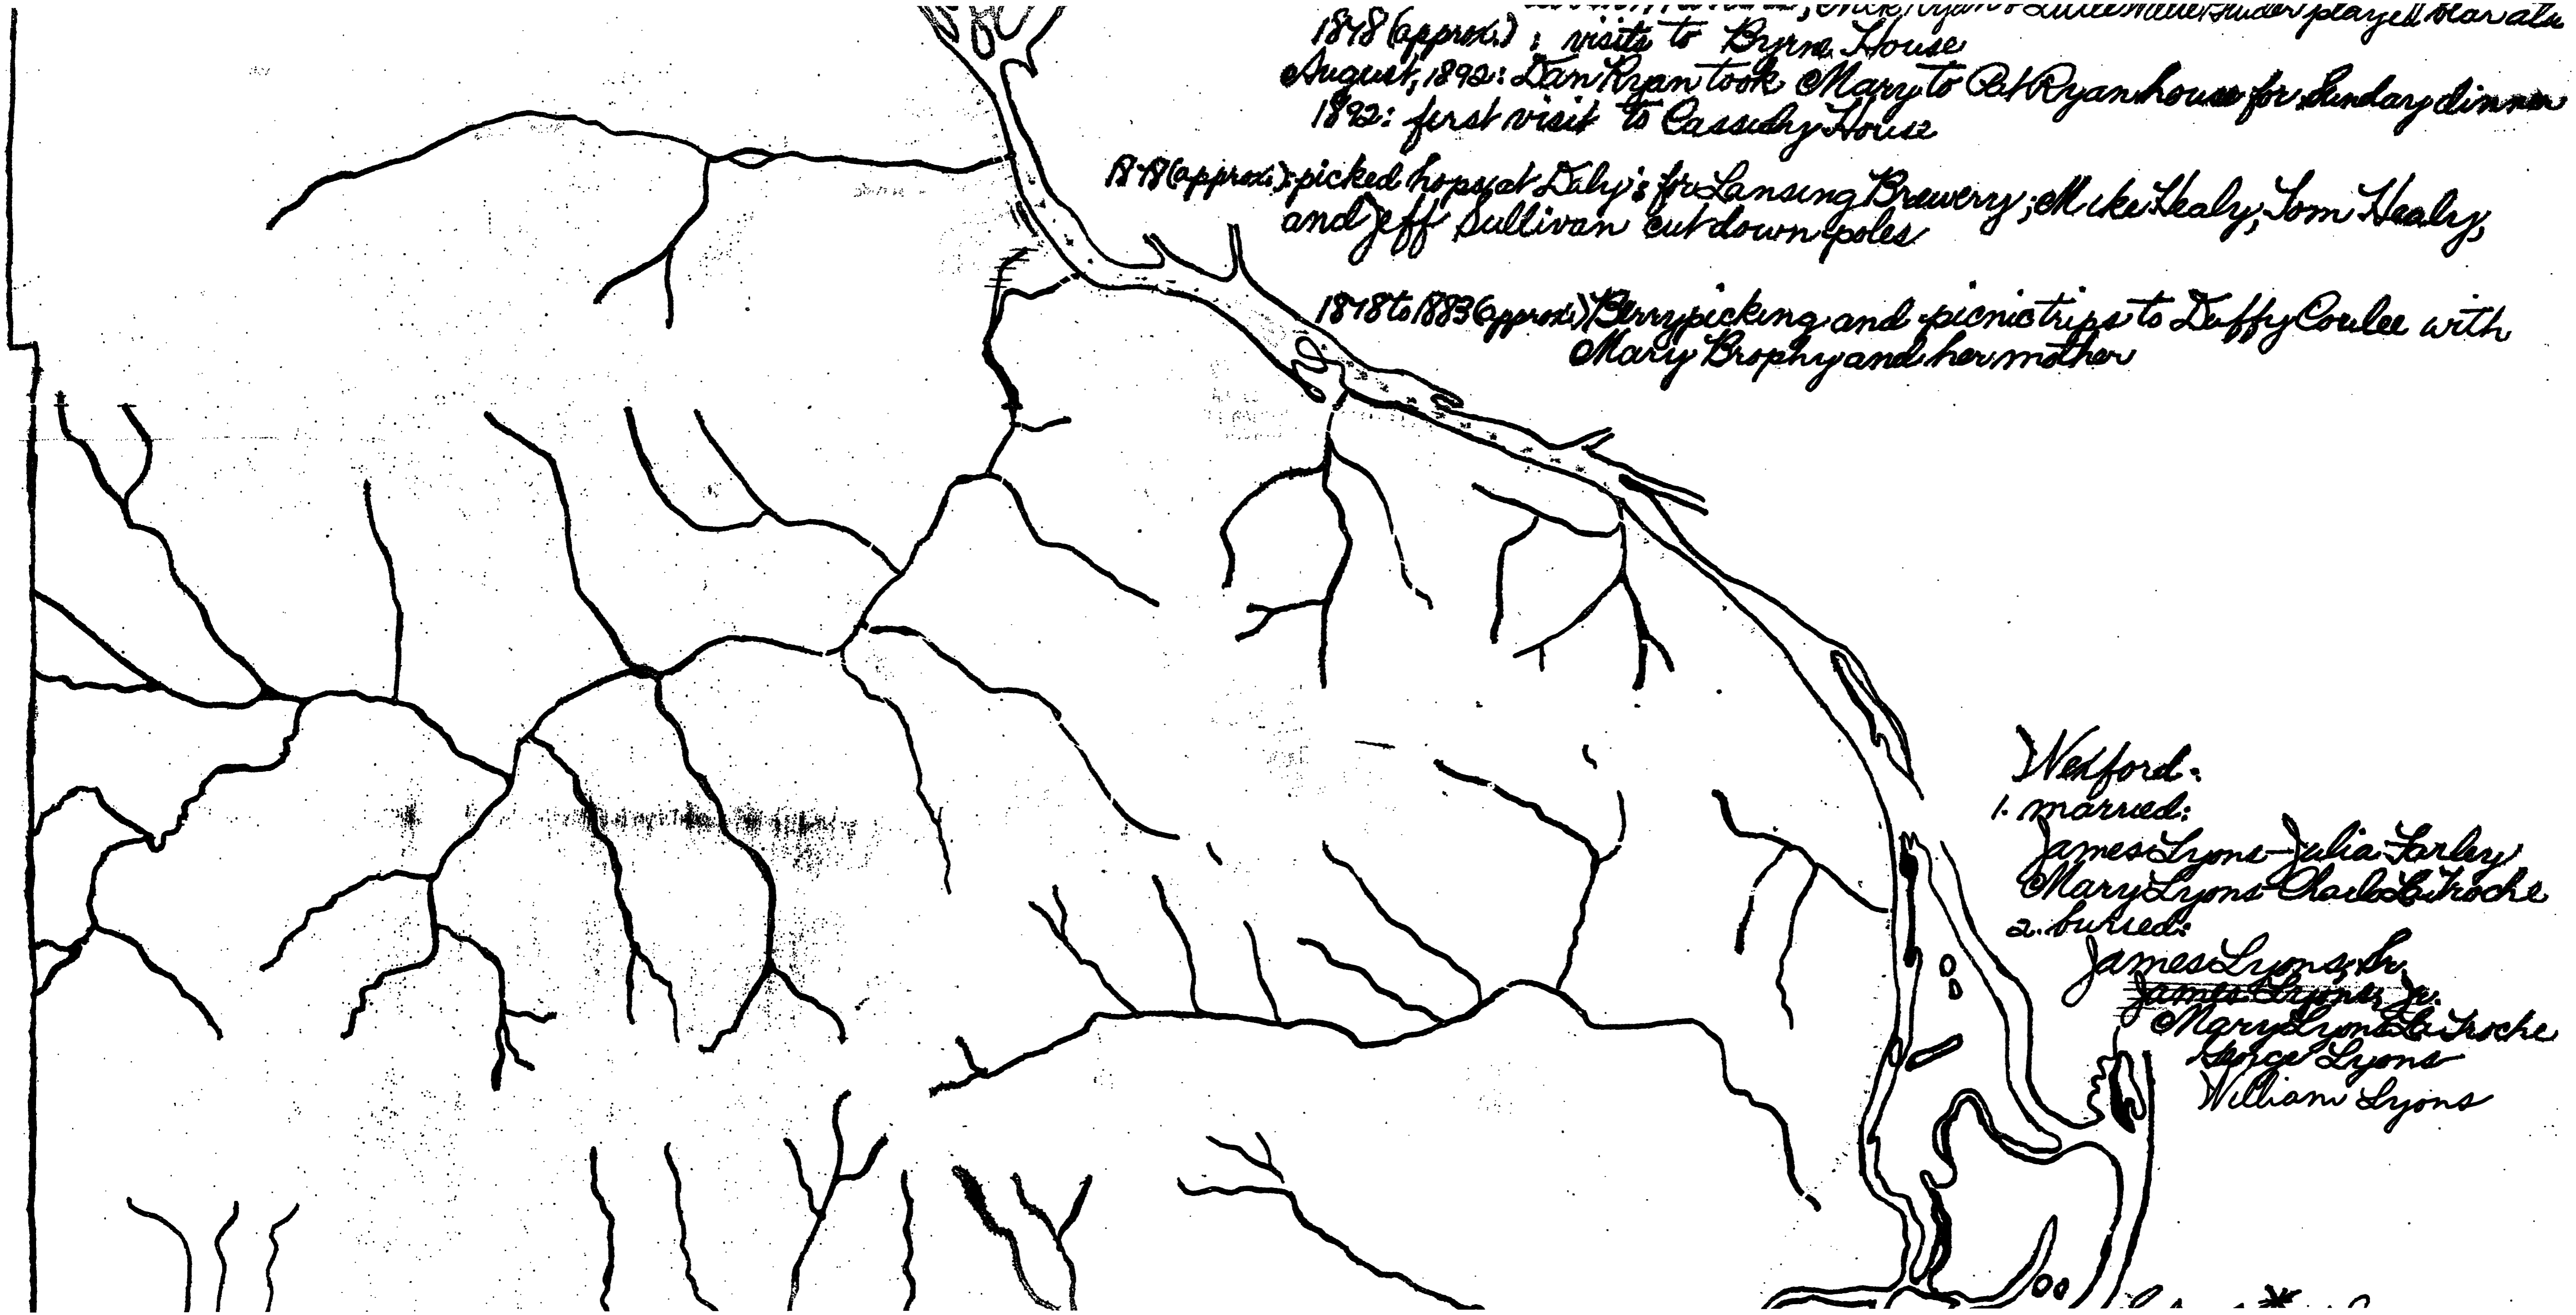 played bear
1878 (approx.): visits to Byrne House
August, 1892: Dan Ryan took Mary to Pat Ryan house for Sunday dinner
1892: first visit to Cassidy House
1878 (approx.): picked hops at Daly's for Lansing Brewery; Mike Healy, Tom Healy,
and Jeff Sullivan cut down poles
1878 to 1883 (approx.) Berrypicking and picnic trips to Duffy Coulee with
Mary Brophy and her mother
Wexford:
1. married:
James Lyons-Julia Farley
Mary Lyons-Charles LaTroche
2. buried:
James Lyons, Sr.
James Lyons, Jr.
Mary Lyons LaTroche
George Lyons
William Lyons